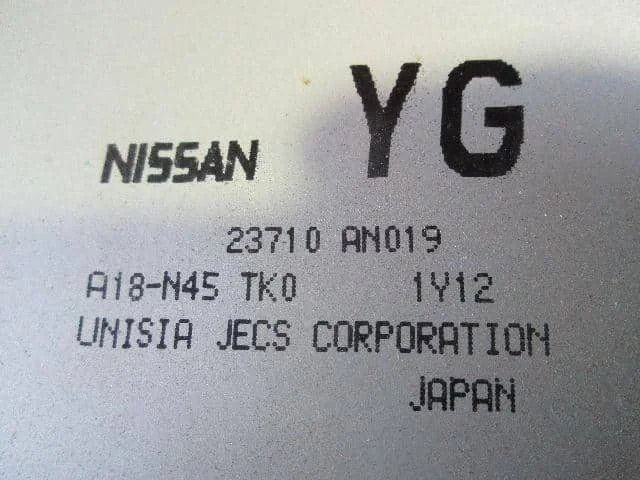 NISSAN YG
23710 AN019
A18-N45 TK0 1Y12
UNISIA JECS CORPORATION
JAPAN